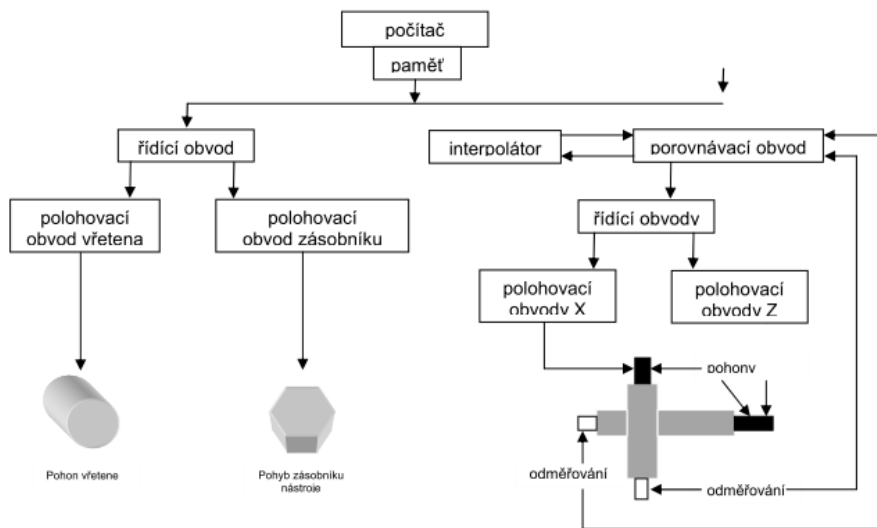 počítač
paměť
řídící obvod
interpolátor
porovnávací obvod
polohovací
obvod vřetena
polohovací
obvod zásobníku
řídící obvody
polohovací
obvody X
polohovací
obvody Z
pohony
Pohon vřetene
Pohyb zásobníku
nástroje
odměřování
odměřování